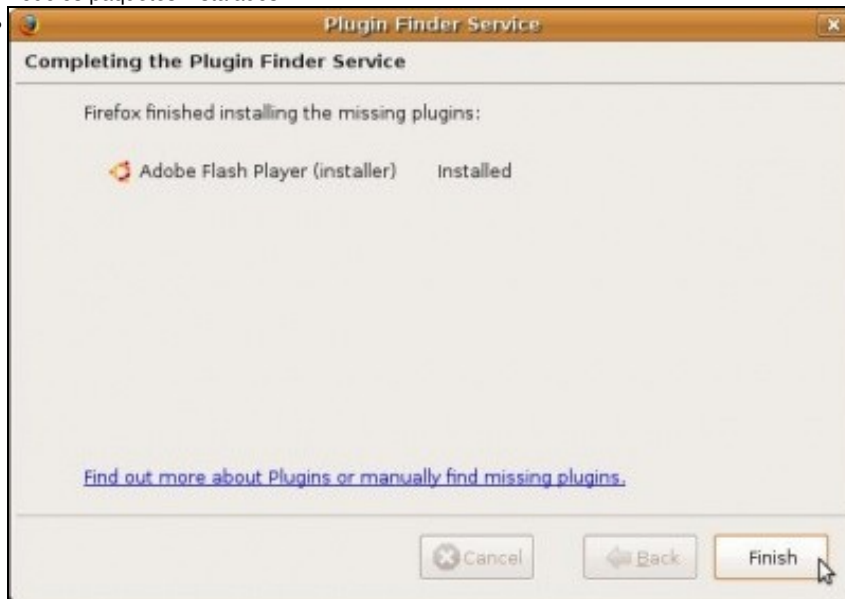 Plugin Finder Service
Completing the Plugin Finder Service
Firefox finished installing the missing plugins:
Adobe Flash Player (installer) Installed
Find out more about Plugins or manually find missing plugins.
Cancel Back Finish